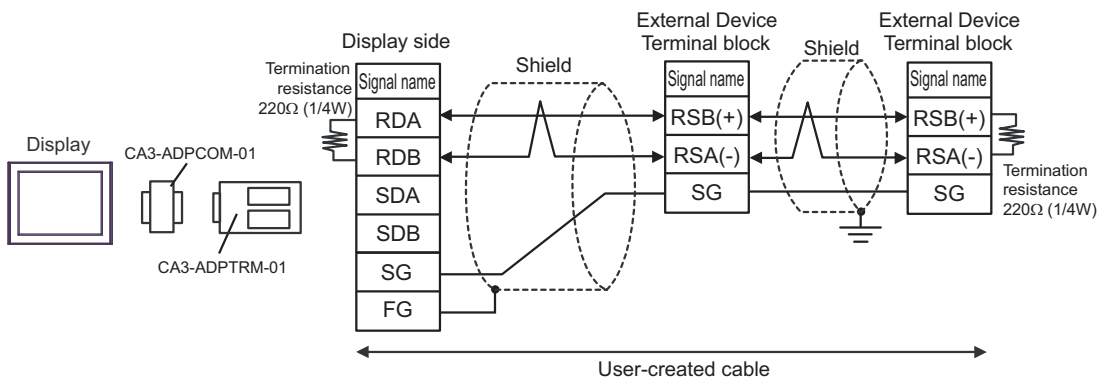 Display
CA3-ADPCOM-01
CA3-ADPTRM-01
Display side
Termination
resistance
220Ω (1/4W)
Signal name
RDA
RDB
SDA
SDB
SG
FG
Shield
External Device
Terminal block
Signal name
RSB(+)
RSA(-)
SG
Shield
External Device
Terminal block
Signal name
RSB(+)
RSA(-)
SG
Termination
resistance
220Ω (1/4W)
User-created cable